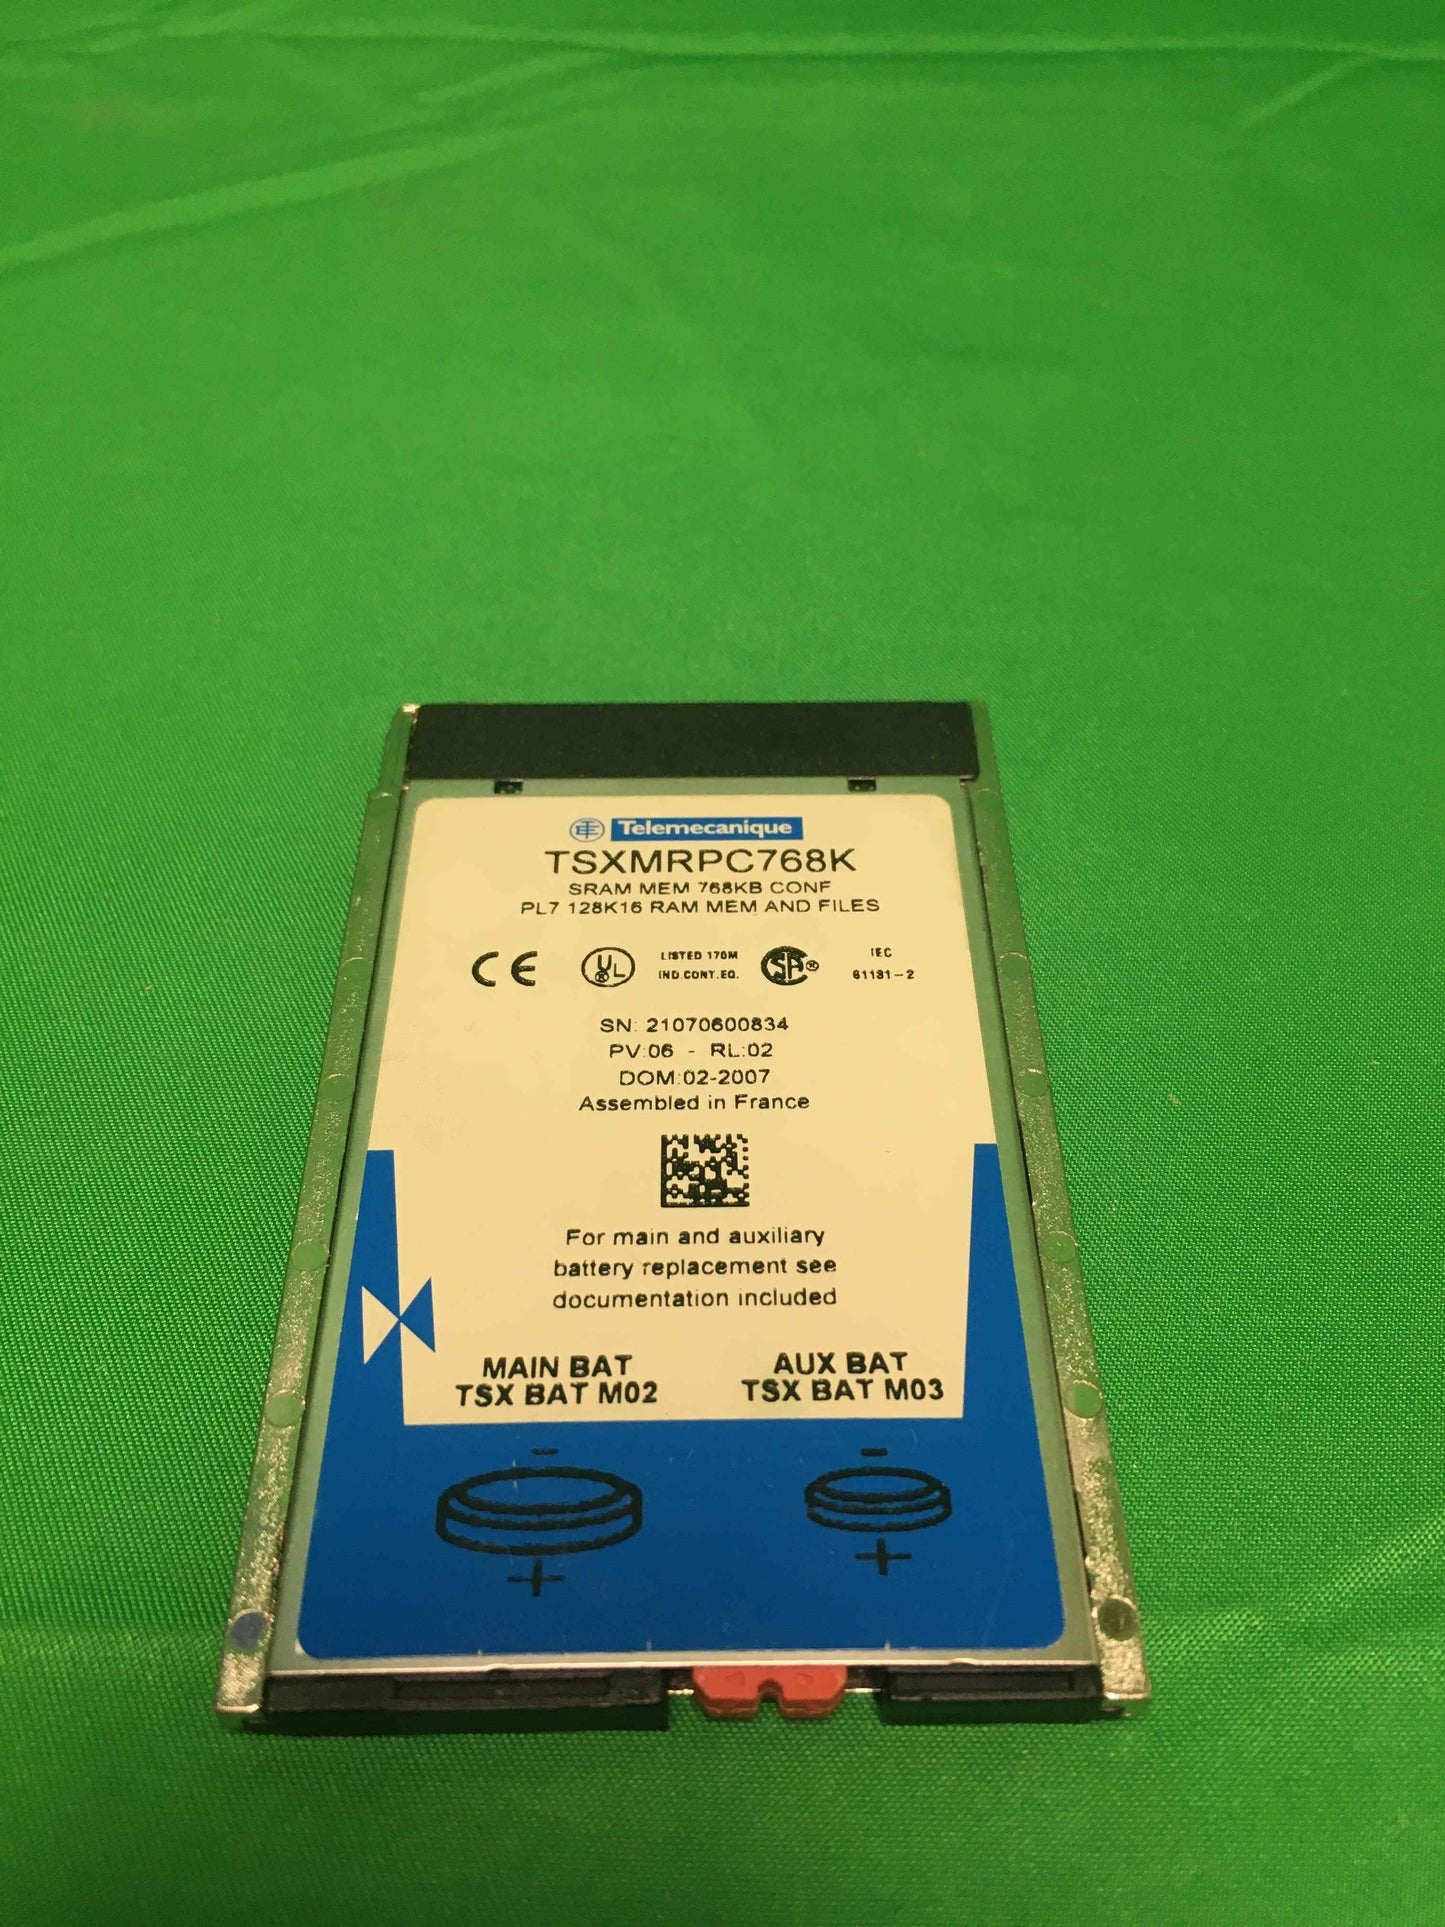 Telemecanique
TSXMRPC768K
SRAM MEM 768KB CONF
PL7 128K16 RAM MEM AND FILES
CE UL LISTED 170M SA® IEC
IND.CONT.EQ. 61131-2
SN: 21070600834
PV:06 - RL:02
DOM:02-2007
Assembled in France
For main and auxiliary
battery replacement see
documentation included
MAIN BAT AUX BAT
TSX BAT M02 TSX BAT M03
- -
+ +